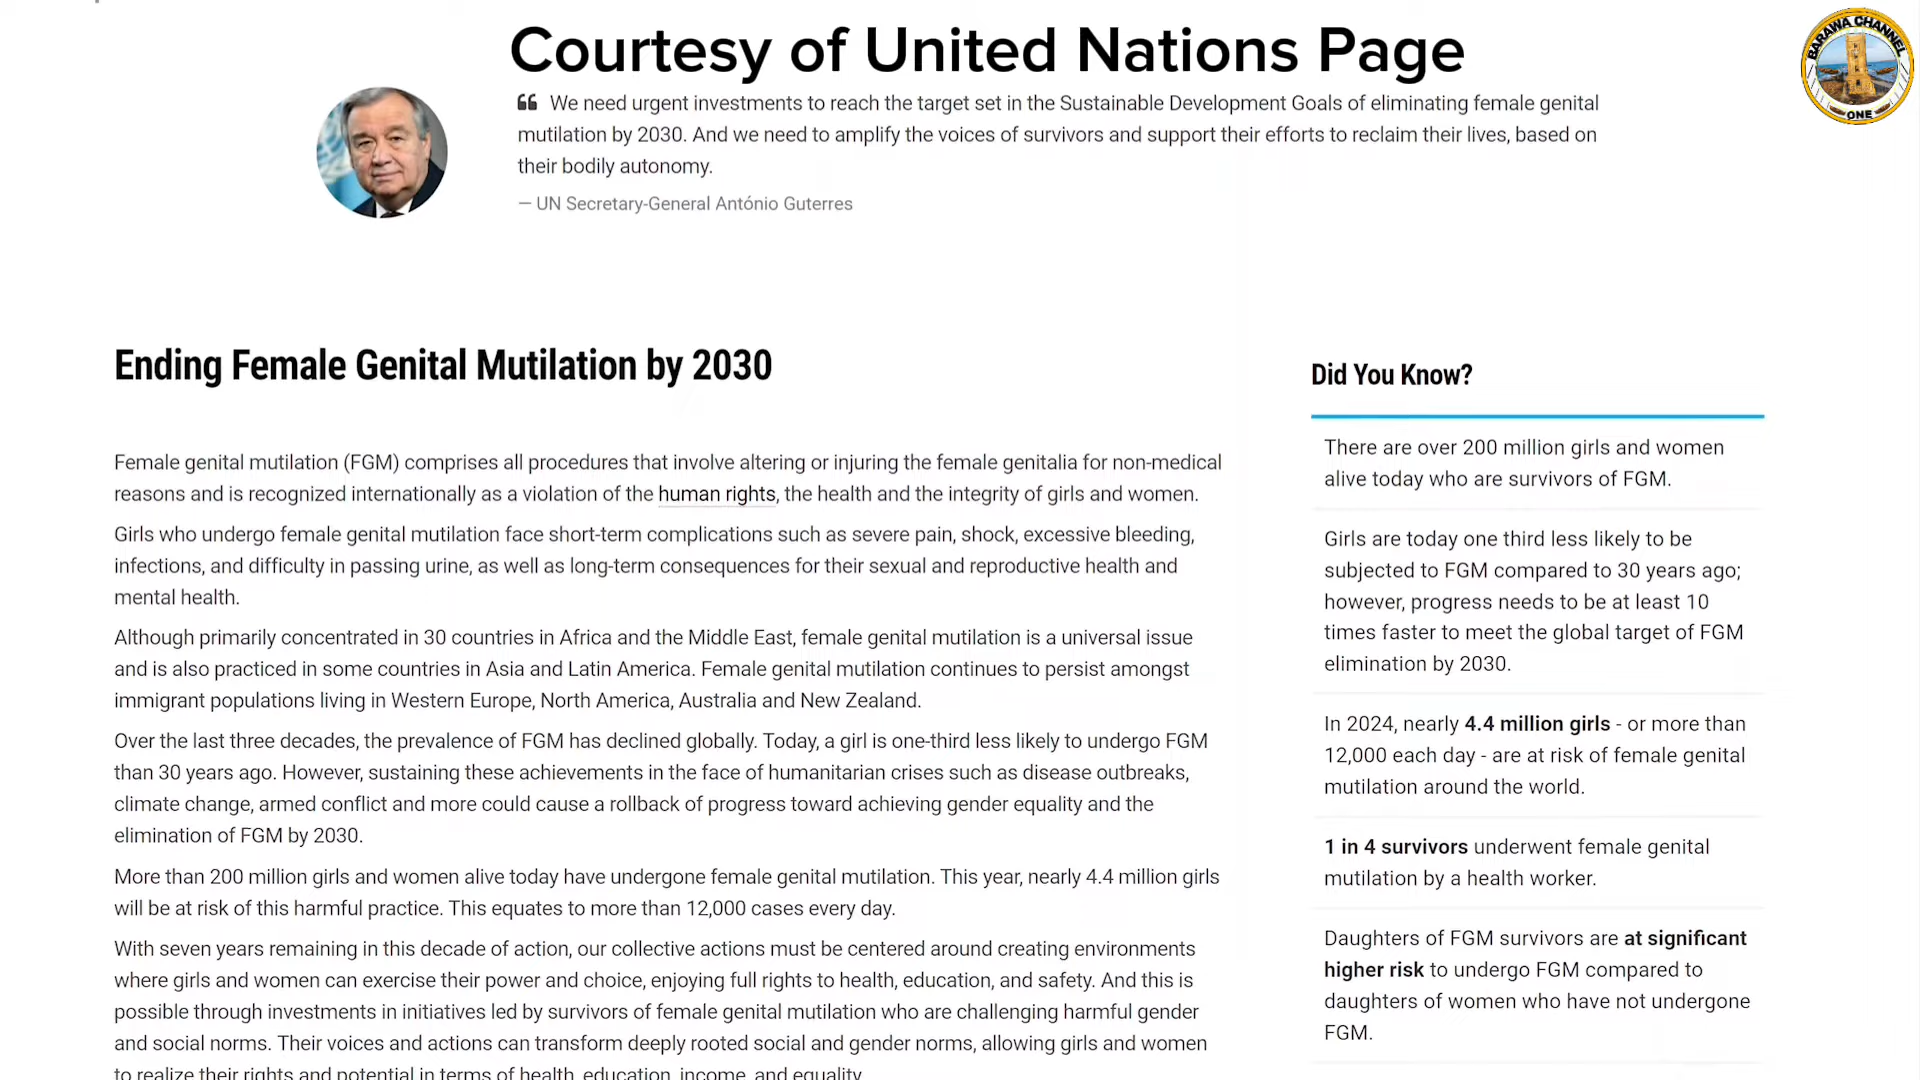 Courtesy of United Nations Page
BARAWA CHANNEL
ONE
We need urgent investments to reach the target set in the Sustainable Development Goals of eliminating female genital
mutilation by 2030. And we need to amplify the voices of survivors and support their efforts to reclaim their lives, based on
their bodily autonomy.
— UN Secretary-General António Guterres
Ending Female Genital Mutilation by 2030
Female genital mutilation (FGM) comprises all procedures that involve altering or injuring the female genitalia for non-medical
reasons and is recognized internationally as a violation of the human rights, the health and the integrity of girls and women.
Girls who undergo female genital mutilation face short-term complications such as severe pain, shock, excessive bleeding,
infections, and difficulty in passing urine, as well as long-term consequences for their sexual and reproductive health and
mental health.
Although primarily concentrated in 30 countries in Africa and the Middle East, female genital mutilation is a universal issue
and is also practiced in some countries in Asia and Latin America. Female genital mutilation continues to persist amongst
immigrant populations living in Western Europe, North America, Australia and New Zealand.
Over the last three decades, the prevalence of FGM has declined globally. Today, a girl is one-third less likely to undergo FGM
than 30 years ago. However, sustaining these achievements in the face of humanitarian crises such as disease outbreaks,
climate change, armed conflict and more could cause a rollback of progress toward achieving gender equality and the
elimination of FGM by 2030.
More than 200 million girls and women alive today have undergone female genital mutilation. This year, nearly 4.4 million girls
will be at risk of this harmful practice. This equates to more than 12,000 cases every day.
With seven years remaining in this decade of action, our collective actions must be centered around creating environments
where girls and women can exercise their power and choice, enjoying full rights to health, education, and safety. And this is
possible through investments in initiatives led by survivors of female genital mutilation who are challenging harmful gender
and social norms. Their voices and actions can transform deeply rooted social and gender norms, allowing girls and women
to realize their rights and potential in terms of health, education, income, and equality
Did You Know?
There are over 200 million girls and women
alive today who are survivors of FGM.
Girls are today one third less likely to be
subjected to FGM compared to 30 years ago;
however, progress needs to be at least 10
times faster to meet the global target of FGM
elimination by 2030.
In 2024, nearly 4.4 million girls - or more than
12,000 each day - are at risk of female genital
mutilation around the world.
1 in 4 survivors underwent female genital
mutilation by a health worker.
Daughters of FGM survivors are at significant
higher risk to undergo FGM compared to
daughters of women who have not undergone
FGM.